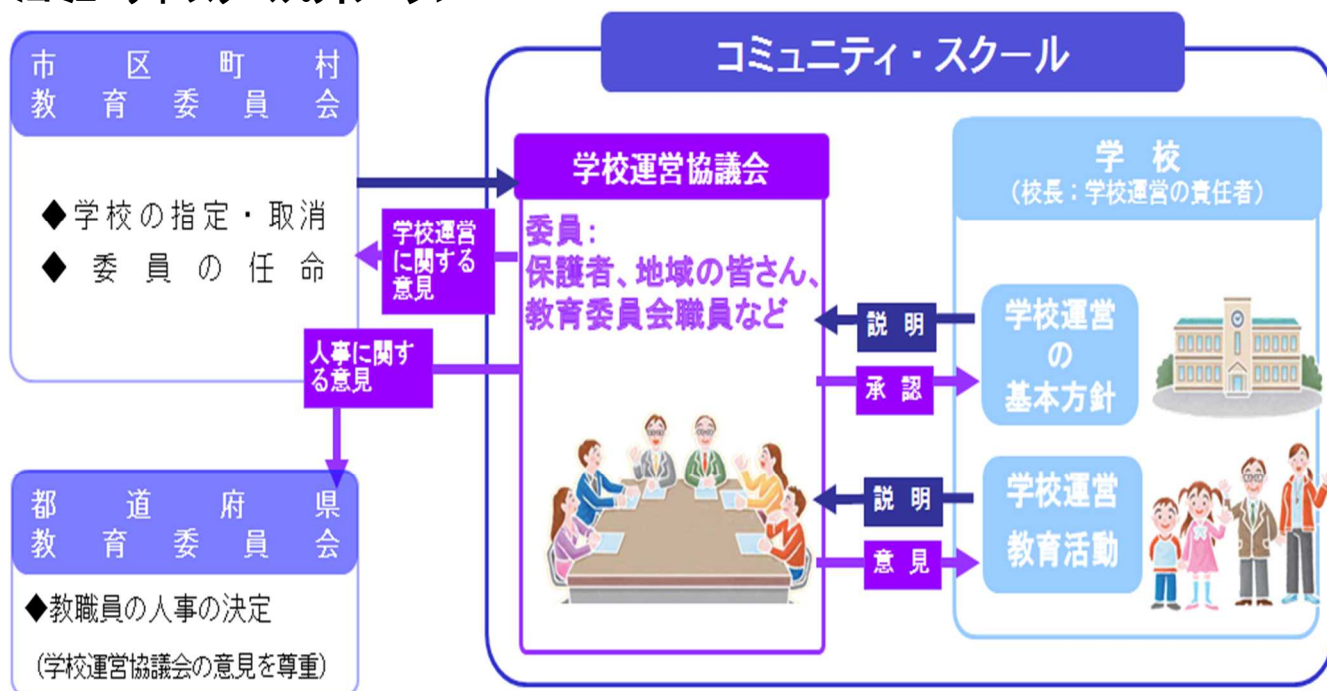 コミュニティ・スクール
市区町村
教育委員会
◆学校の指定・取消
◆委員の任命
学校運営
に関する
意見
人事に関す
る意見
都道府県
教育委員会
◆教職員の人事の決定
(学校運営協議会の意見を尊重)
学校運営協議会
委員:
保護者、地域の皆さん、
教育委員会職員など
説明
承認
説明
意見
学校
(校長:学校運営の責任者)
学校運営
の
基本方針
学校運営
教育活動